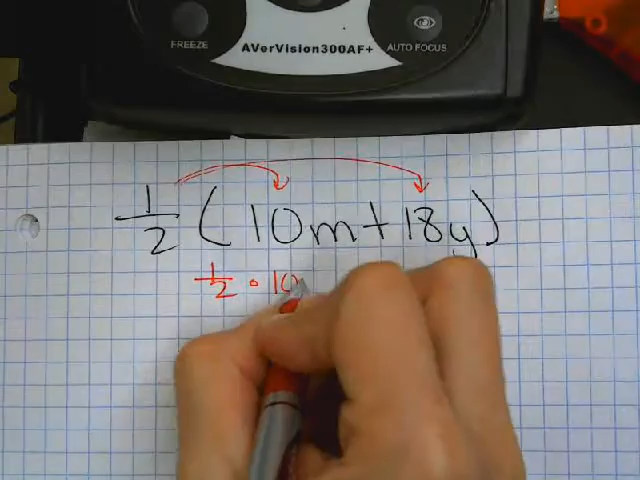 FREEZE
AVerVision300AF+
AUTO FOCUS
1/2 (10m+18y)
1/2 · 10